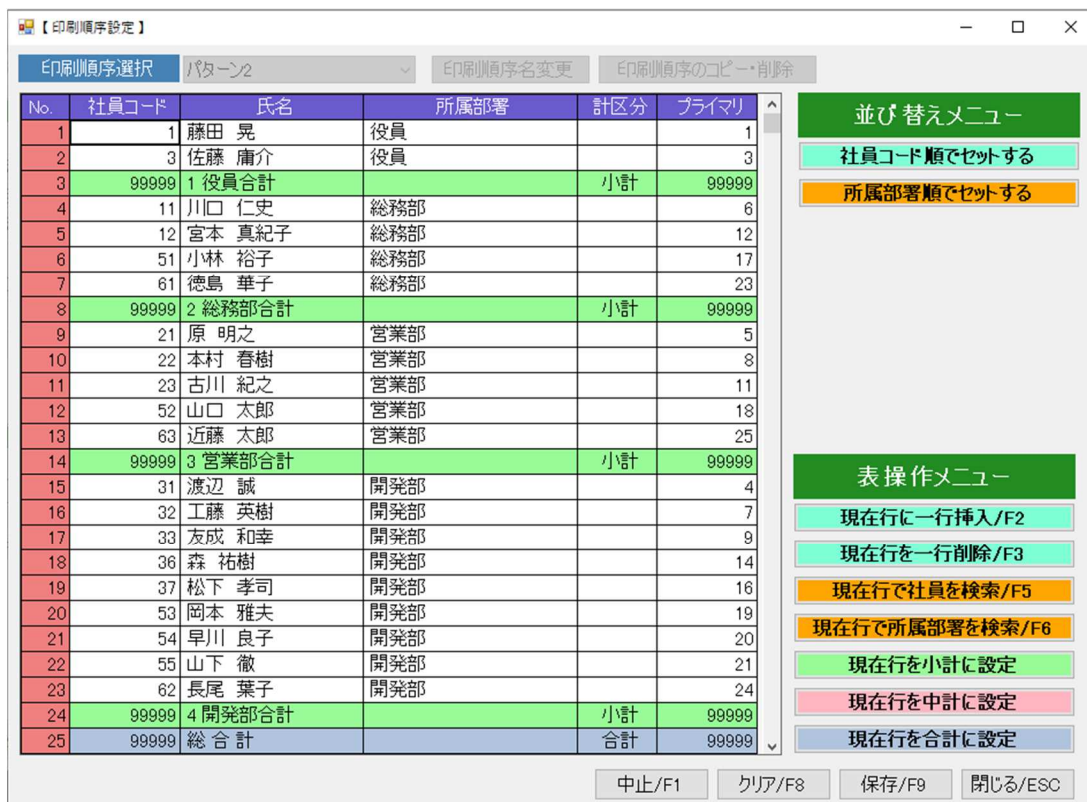 【 印刷順序設定 】
印刷順序選択 パターン2 印刷順序名変更 印刷順序のコピー・削除
No. 社員コード 氏名 所属部署 計区分 プライマリ
1 1 藤田 晃 役員 1
2 3 佐藤 庸介 役員 3
3 99999 1 役員合計 小計 99999
4 11 川口 仁史 総務部 6
5 12 宮本 真紀子 総務部 12
6 51 小林 裕子 総務部 17
7 61 徳島 華子 総務部 23
8 99999 2 総務部合計 小計 99999
9 21 原 明之 営業部 5
10 22 本村 春樹 営業部 8
11 23 古川 紀之 営業部 11
12 52 山口 太郎 営業部 18
13 63 近藤 太郎 営業部 25
14 99999 3 営業部合計 小計 99999
15 31 渡辺 誠 開発部 4
16 32 工藤 英樹 開発部 7
17 33 友成 和幸 開発部 9
18 36 森 祐樹 開発部 14
19 37 松下 孝司 開発部 16
20 53 岡本 雅夫 開発部 19
21 54 早川 良子 開発部 20
22 55 山下 徹 開発部 21
23 62 長尾 葉子 開発部 24
24 99999 4 開発部合計 小計 99999
25 99999 総 合 計 合計 99999
並び替えメニュー
社員コード順でセットする
所属部署順でセットする
表操作メニュー
現在行に一行挿入/F2
現在行を一行削除/F3
現在行で社員を検索/F5
現在行で所属部署を検索/F6
現在行を小計に設定
現在行を中計に設定
現在行を合計に設定
中止/F1 クリア/F8 保存/F9 閉じる/ESC